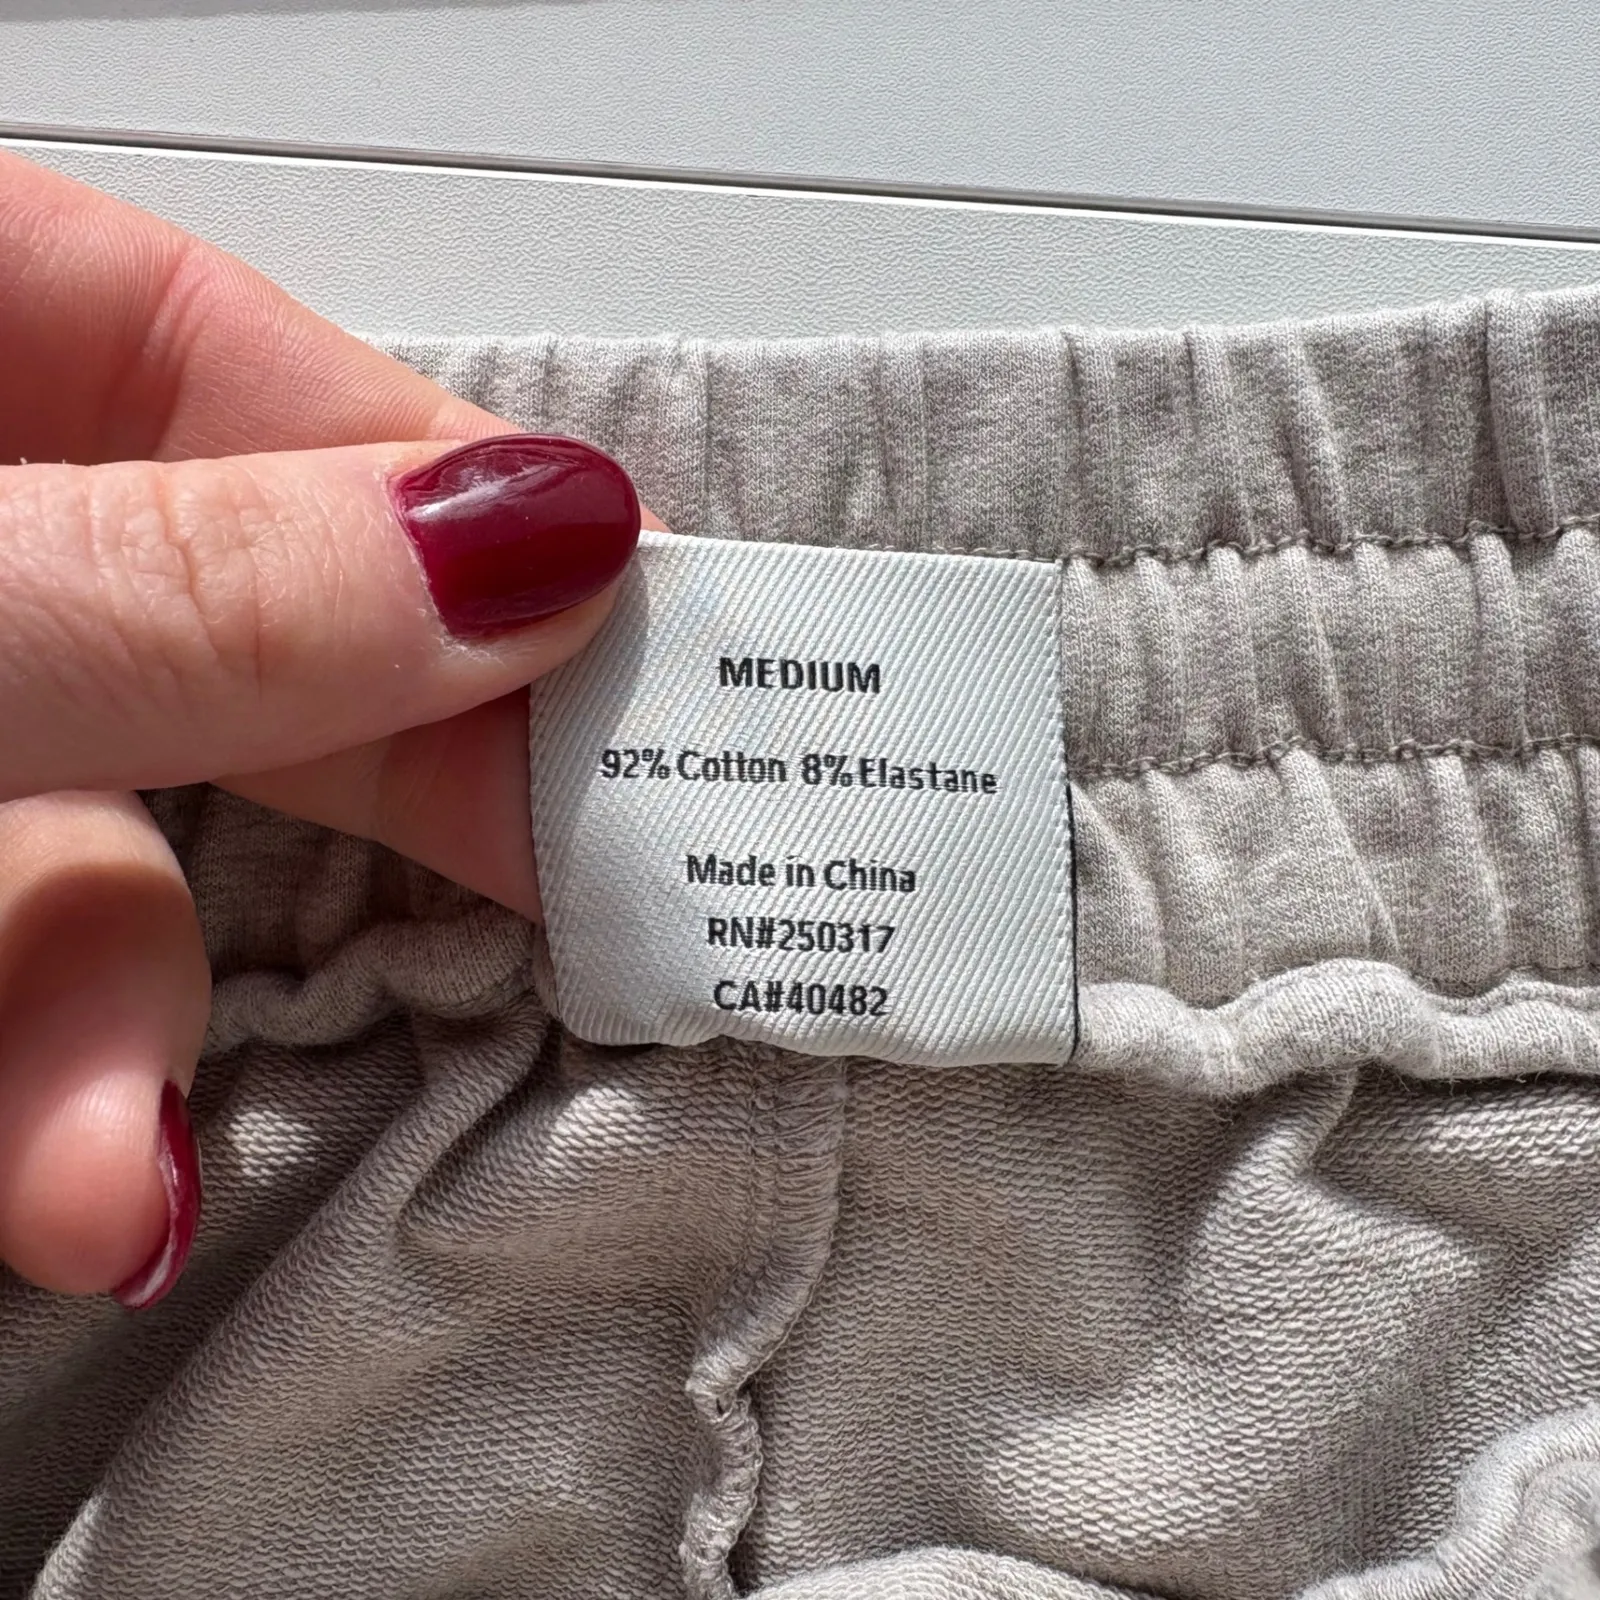 MEDIUM
92% Cotton 8% Elastane
Made in China
RN#250317
CA#40482